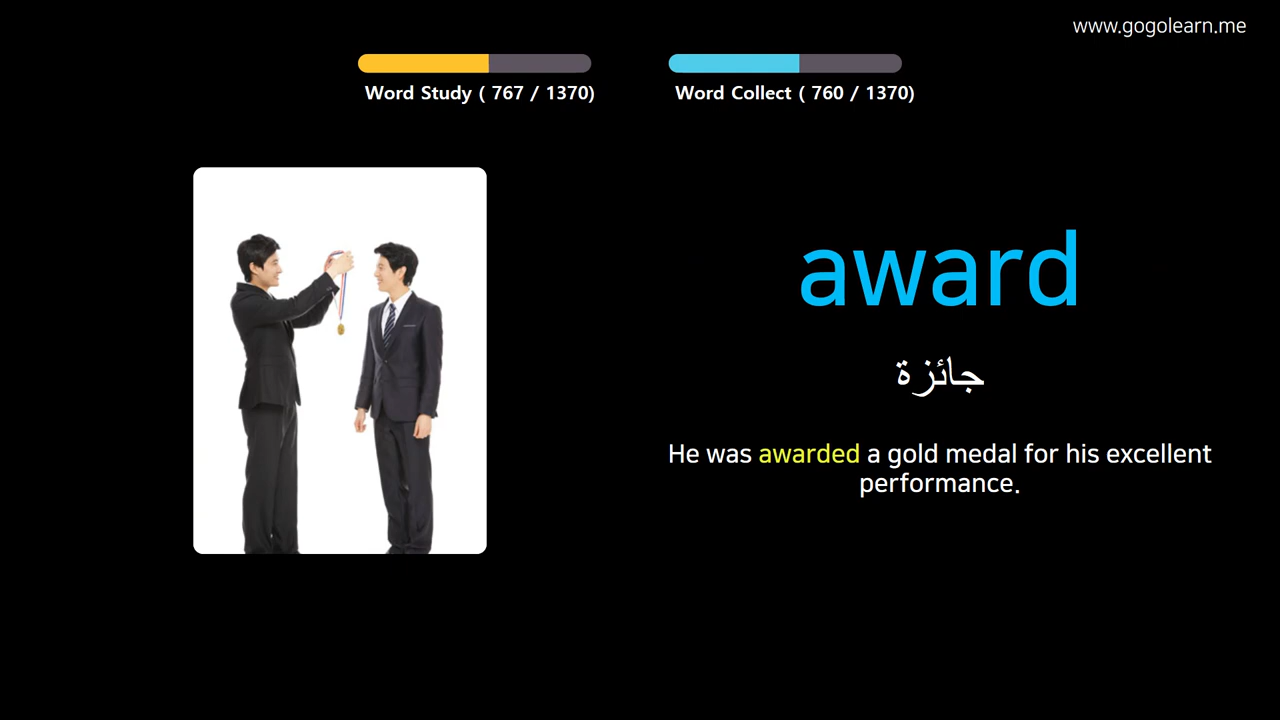 www.gogolearn.me
Word Study ( 767 / 1370)
Word Collect ( 760 / 1370)
award
جائزة
He was awarded a gold medal for his excellent
performance.